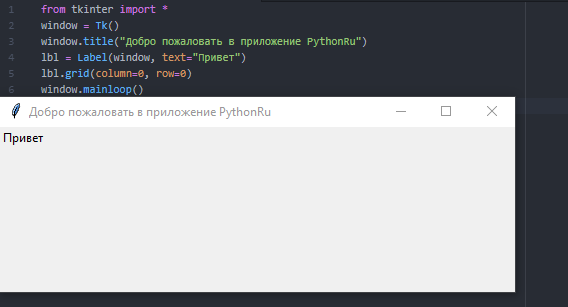 1 from tkinter import *
2 window = Tk()
3 window.title("Добро пожаловать в приложение PythonRu")
4 lbl = Label(window, text="Привет")
5 lbl.grid(column=0, row=0)
6 window.mainloop()
Добро пожаловать в приложение PythonRu
Привет